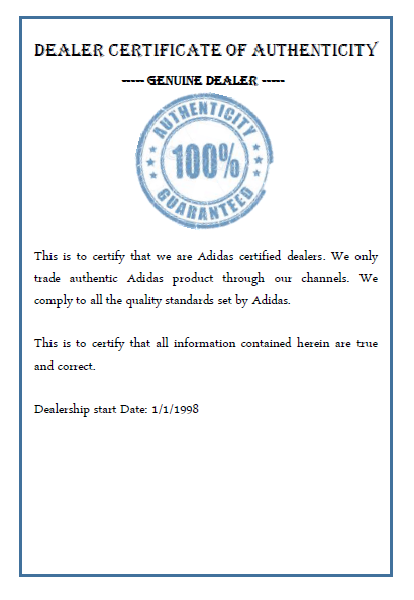 DEALER CERTIFICATE OF AUTHENTICITY
----- GENUINE DEALER -----
AUTHENTICITY
100%
GUARANTEED
This is to certify that we are Adidas certified dealers. We only
trade authentic Adidas product through our channels. We
comply to all the quality standards set by Adidas.
This is to certify that all information contained herein are true
and correct.
Dealership start Date: 1/1/1998